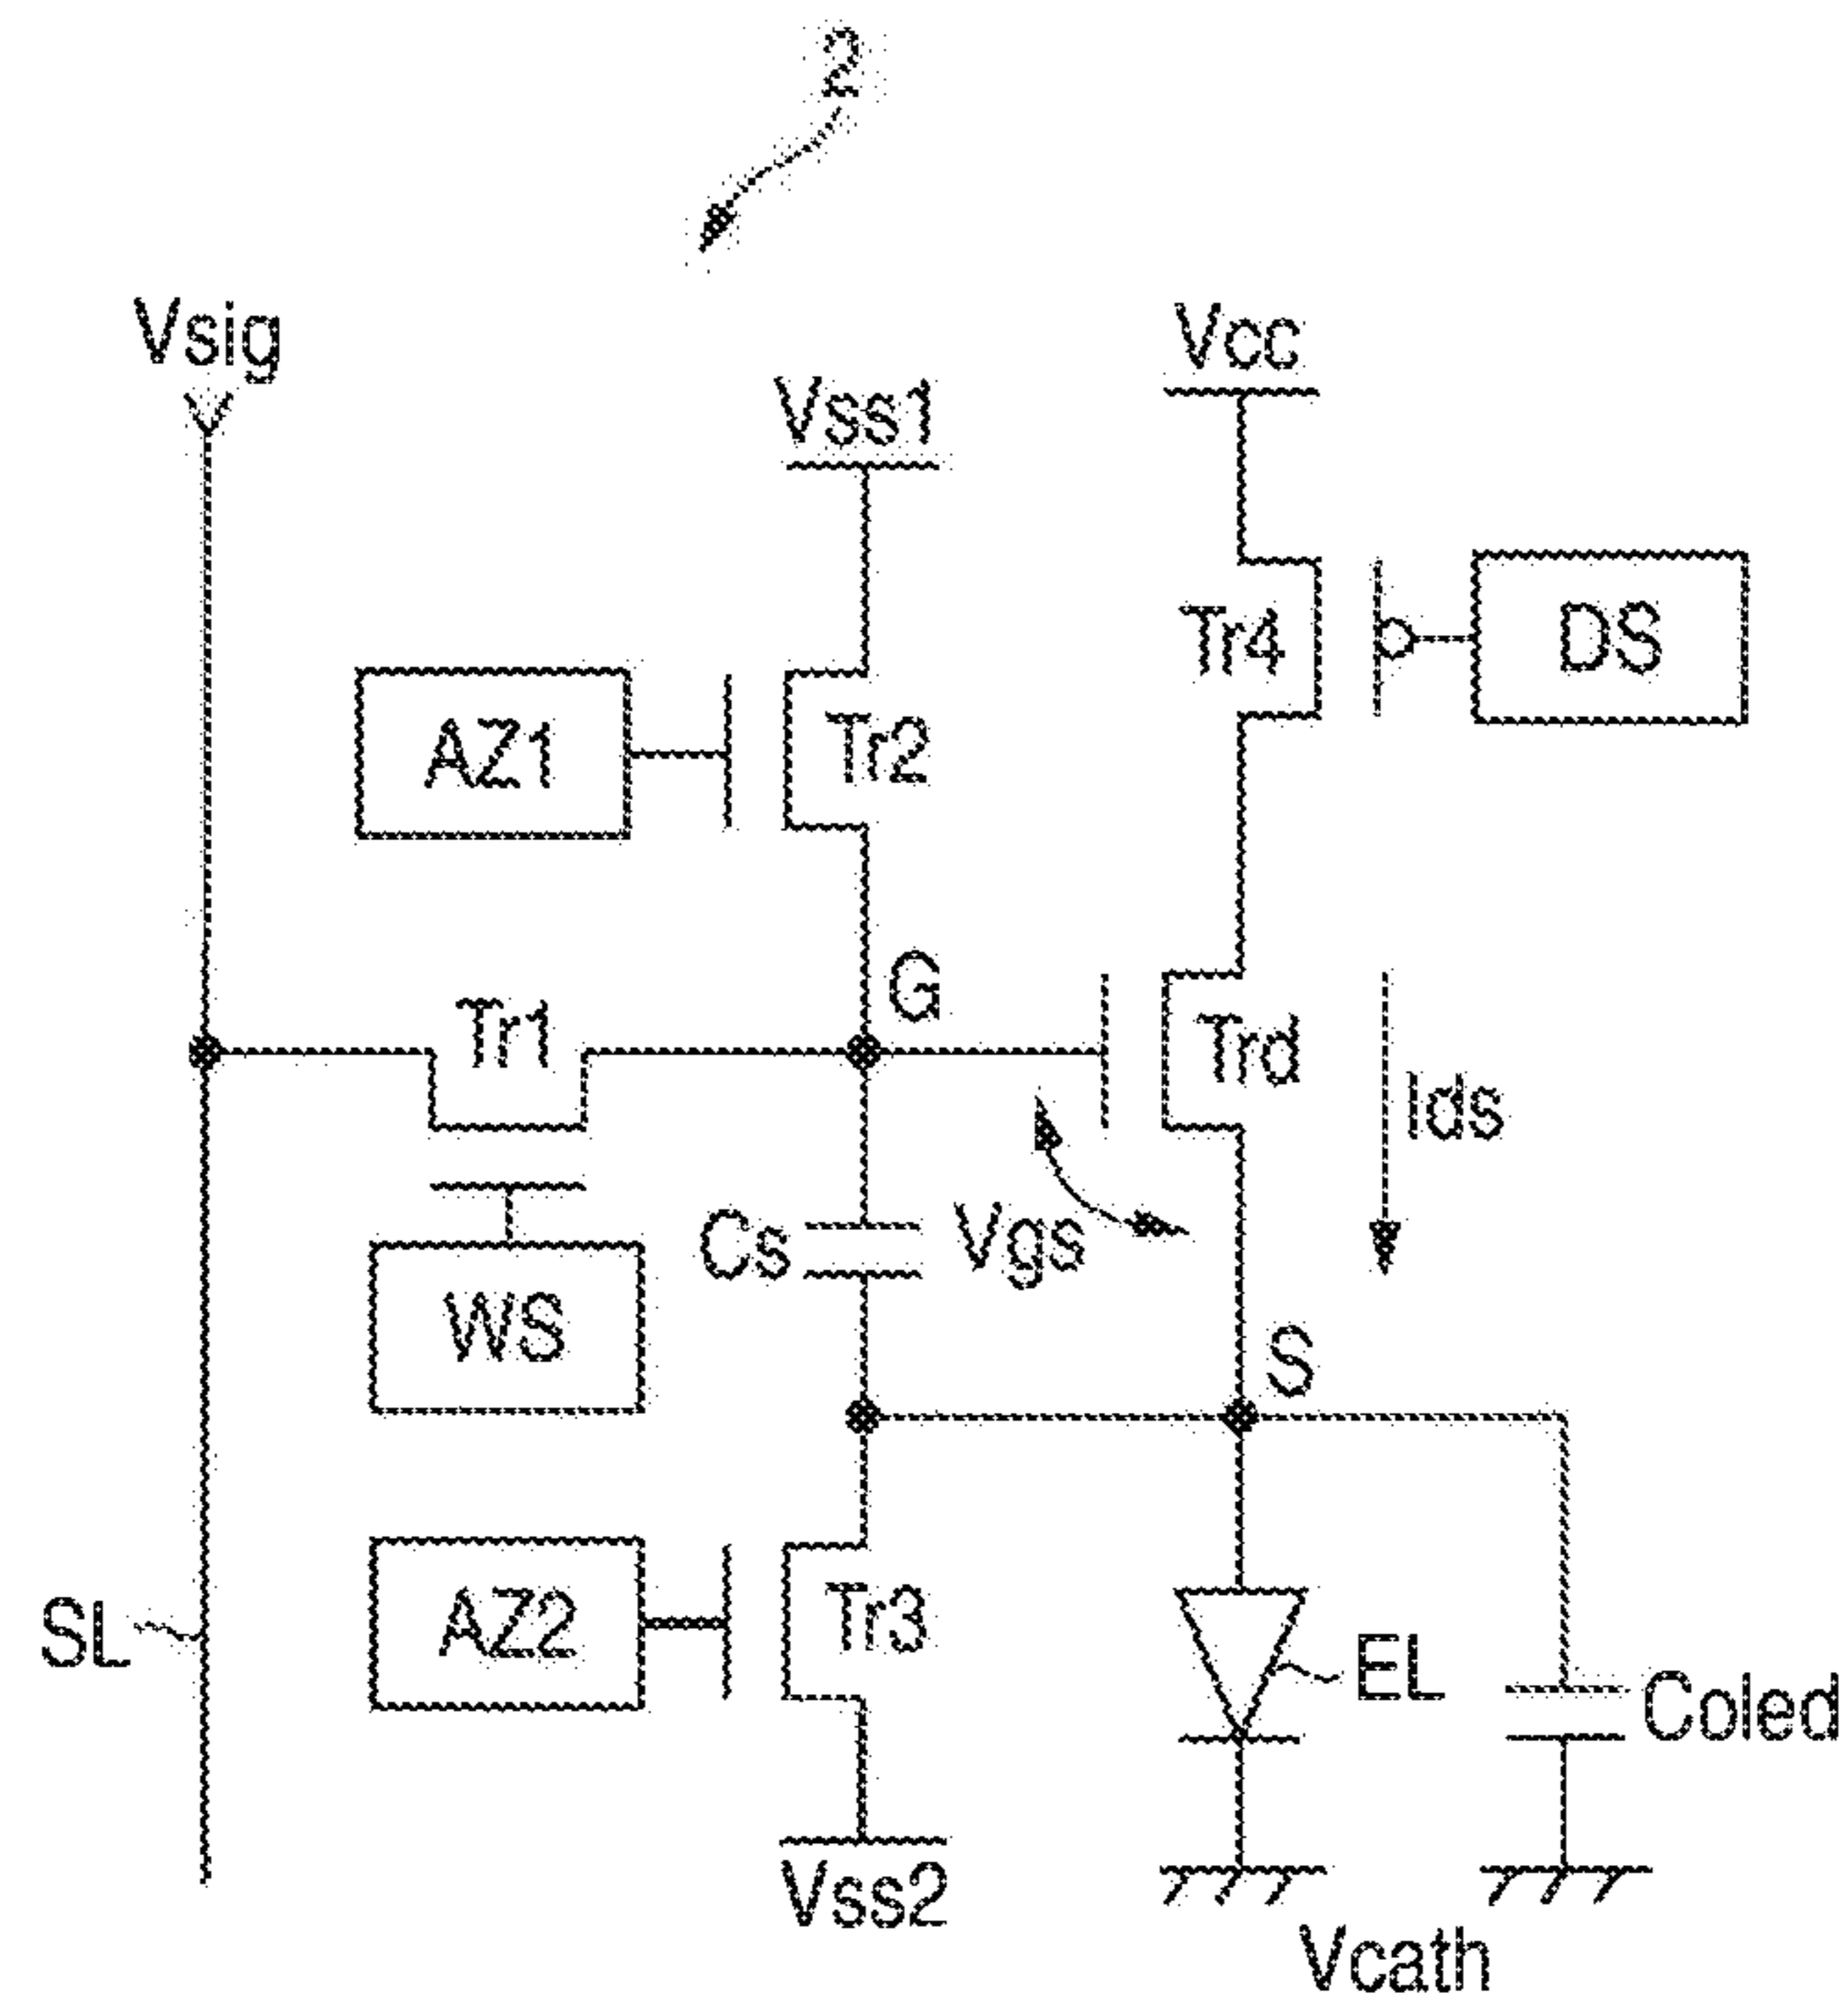 2
Vsig
Vcc
Vss1
Tr4
DS
AZ1
Tr2
G
Tr1
Trd
Ids
Cs
Vgs
WS
S
SL
AZ2
Tr3
EL
Coled
Vss2
Vcath